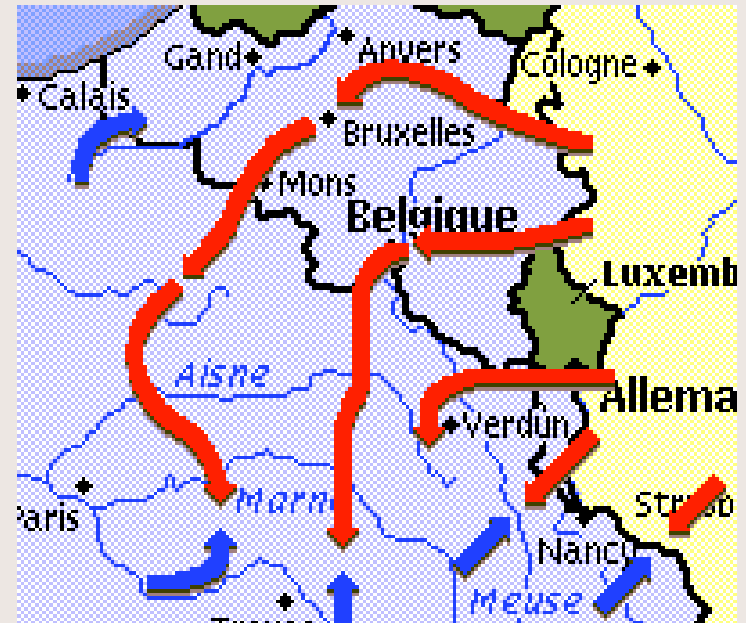 Gand
Anvers
Cologne
Calais
Bruxelles
Mons
Belgique
Luxemb
Aisne
Allema
Verdun
Marn
Paris
Nancy
Meuse